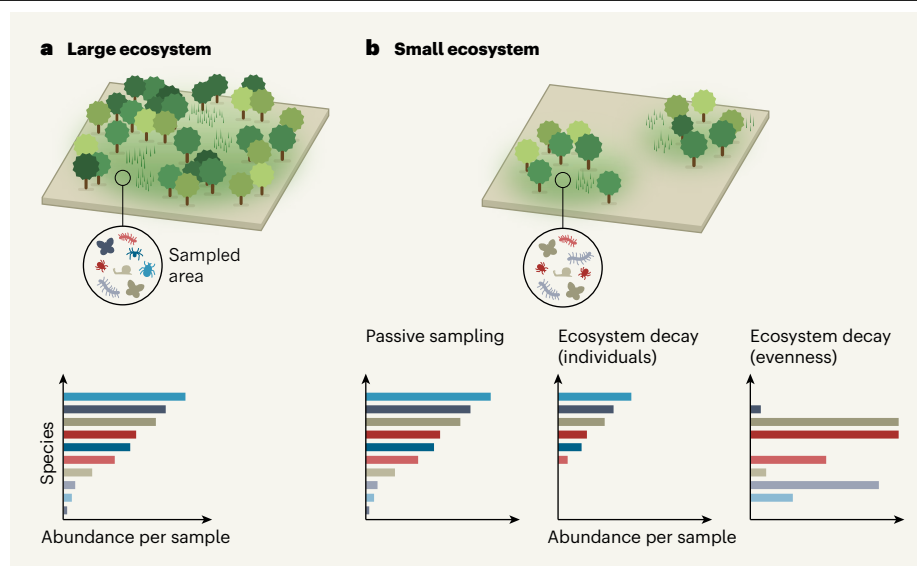 a Large ecosystem
b Small ecosystem
Sampled
area
Passive sampling
Ecosystem decay
(individuals)
Ecosystem decay
(evenness)
Species
Abundance per sample
Abundance per sample